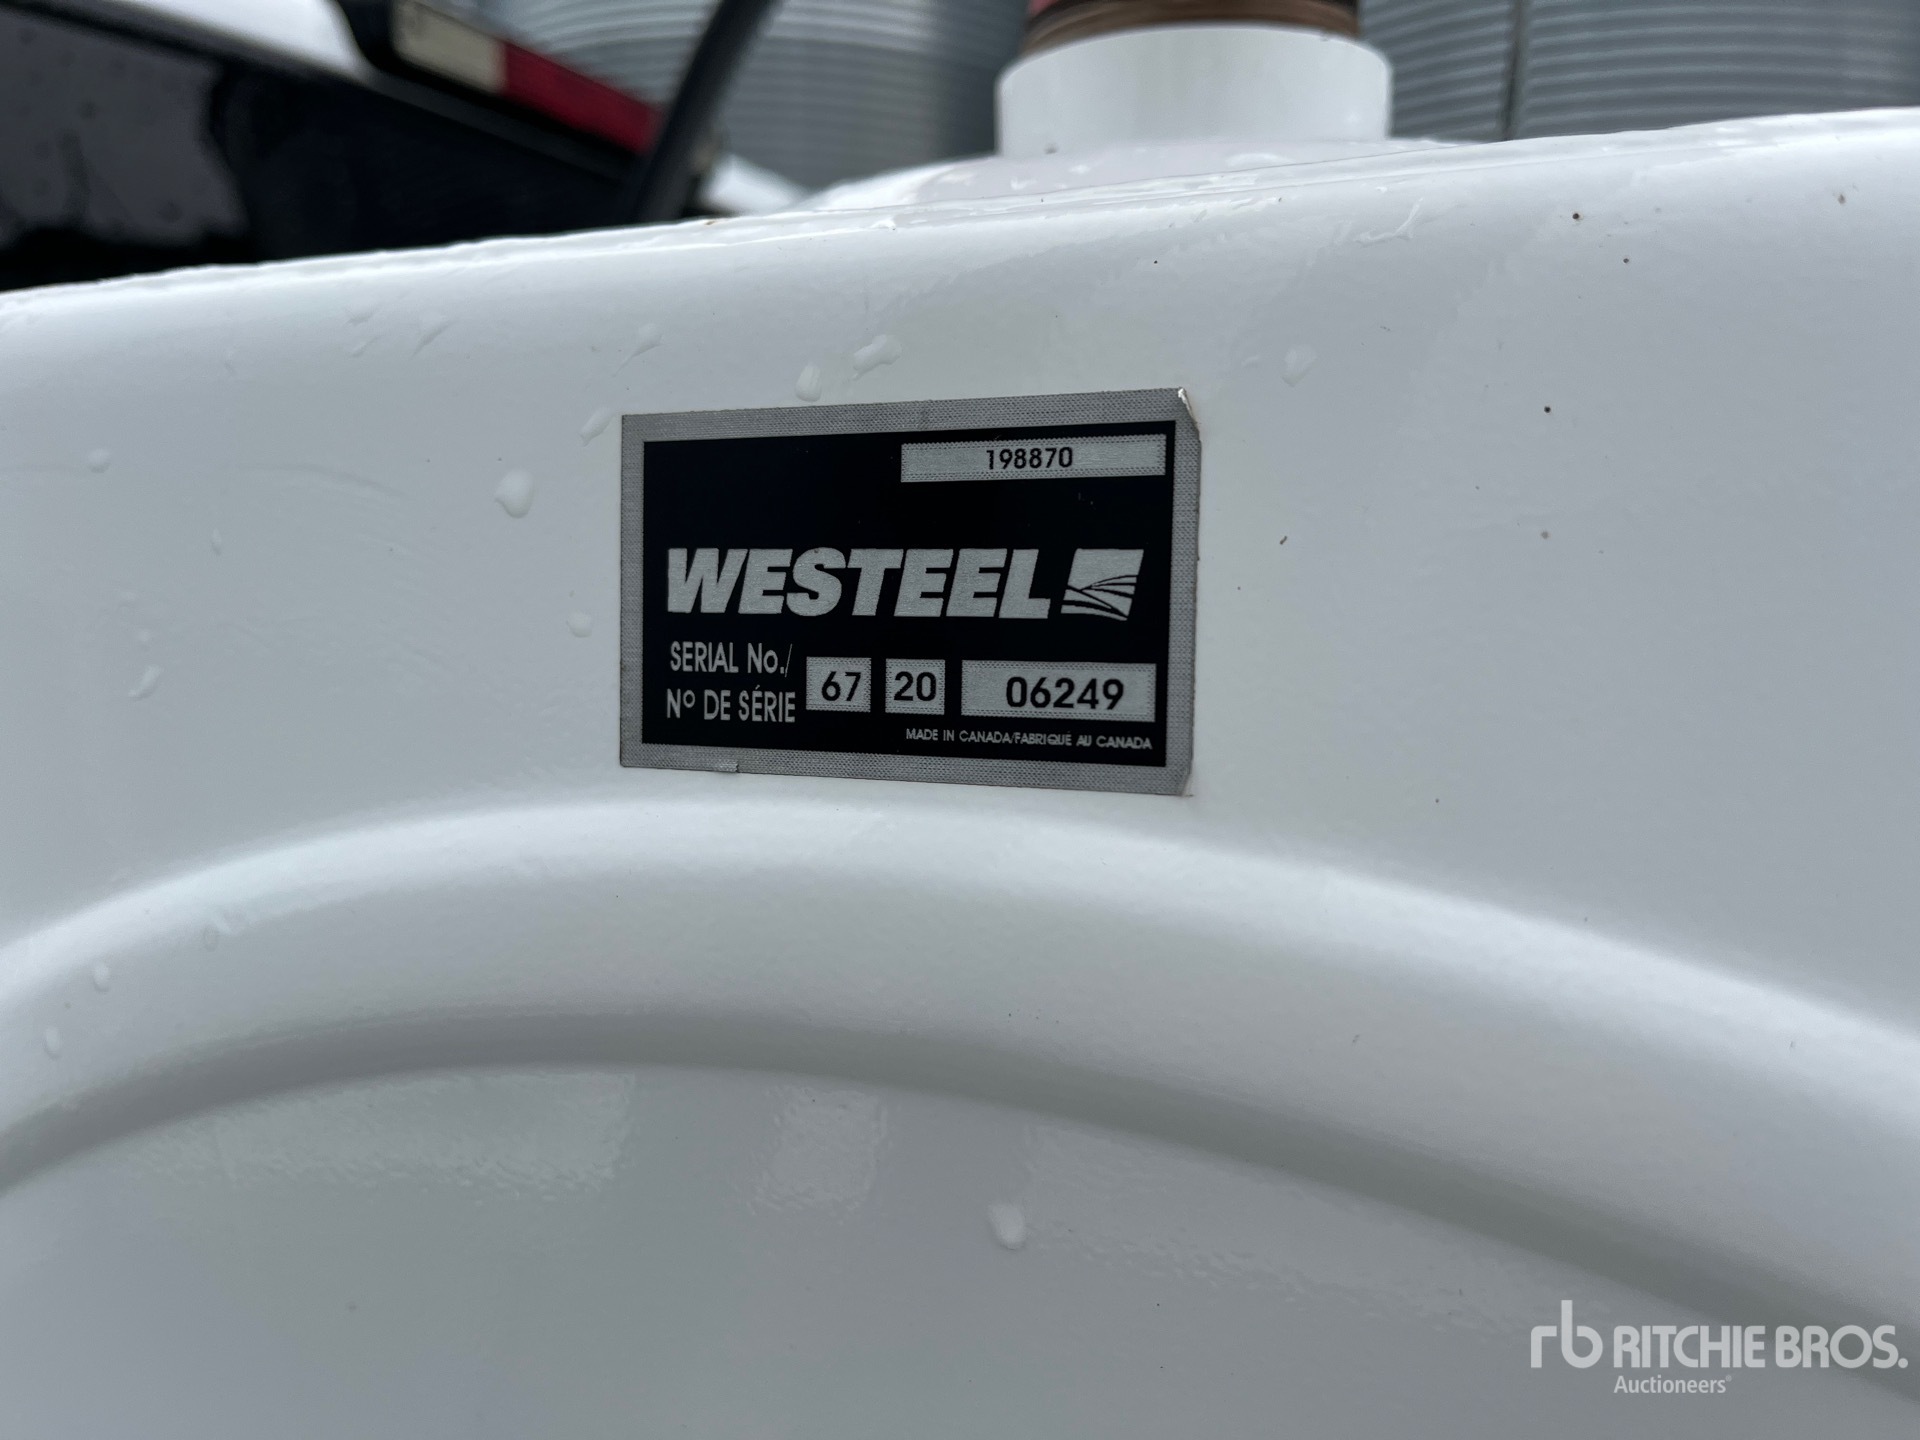 198870
WESTEEL
SERIAL No./
Nº DE SÉRIE 67 20 06249
MADE IN CANADA/FABRIQUÉ AU CANADA
rb RITCHIE BROS.
Auctioneers®